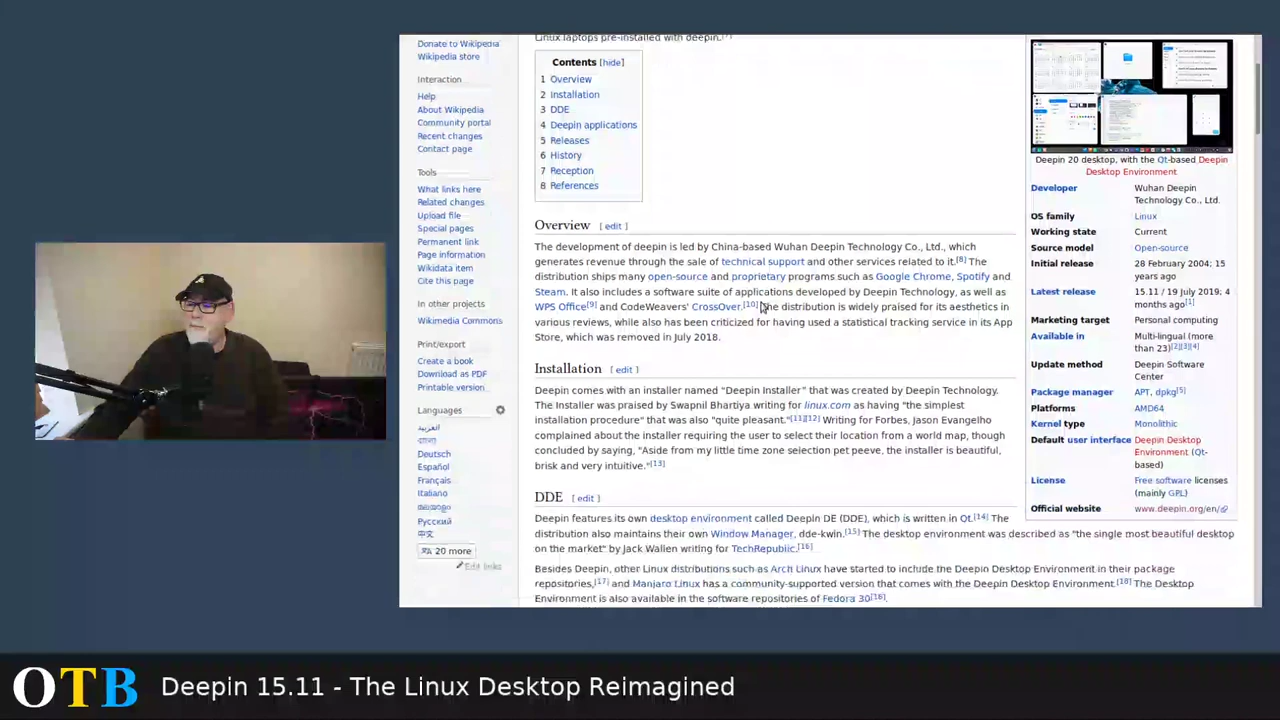 Donate to Wikipedia
Wikipedia store
Interaction
Help
About Wikipedia
Community portal
Recent changes
Contact page
Tools
What links here
Related changes
Upload file
Special pages
Permanent link
Page information
Wikidata item
Cite this page
In other projects
Wikimedia Commons
Print/export
Create a book
Download as PDF
Printable version
Languages
العربية
বাংলা
Deutsch
Español
Français
Italiano
മലയാളം
Русский
中文
20 more
Edit links
Linux laptops pre-installed with deepin.[7]
Contents [hide]
1 Overview
2 Installation
3 DDE
4 Deepin applications
5 Releases
6 History
7 Reception
8 References
Overview [ edit ]
The development of deepin is led by China-based Wuhan Deepin Technology Co., Ltd., which
generates revenue through the sale of technical support and other services related to it.[8] The
distribution ships many open-source and proprietary programs such as Google Chrome, Spotify and
Steam. It also includes a software suite of applications developed by Deepin Technology, as well as
WPS Office[9] and CodeWeavers' CrossOver.[10] The distribution is widely praised for its aesthetics in
various reviews, while also has been criticized for having used a statistical tracking service in its App
Store, which was removed in July 2018.
Installation [ edit ]
Deepin comes with an installer named "Deepin Installer" that was created by Deepin Technology.
The Installer was praised by Swapnil Bhartiya writing for linux.com as having "the simplest
installation procedure" that was also "quite pleasant."[11][12] Writing for Forbes, Jason Evangelho
complained about the installer requiring the user to select their location from a world map, though
concluded by saying, "Aside from my little time zone selection pet peeve, the installer is beautiful,
brisk and very intuitive."[13]
DDE [ edit ]
Deepin features its own desktop environment called Deepin DE (DDE), which is written in Qt.[14] The
distribution also maintains their own Window Manager, dde-kwin.[15] The desktop environment was described as "the single most beautiful desktop
on the market" by Jack Wallen writing for TechRepublic.[16]
Besides Deepin, other Linux distributions such as Arch Linux have started to include the Deepin Desktop Environment in their package
repositories,[17] and Manjaro Linux has a community-supported version that comes with the Deepin Desktop Environment.[18] The Desktop
Environment is also available in the software repositories of Fedora 30[16].
Deepin 20 desktop, with the Qt-based Deepin
Desktop Environment
Developer Wuhan Deepin
Technology Co., Ltd.
OS family Linux
Working state Current
Source model Open-source
Initial release 28 February 2004; 15
years ago
Latest release 15.11 / 19 July 2019; 4
months ago[1]
Marketing target Personal computing
Available in Multi-lingual (more
than 23)[2][3][4]
Update method Deepin Software
Center
Package manager APT, dpkg[5]
Platforms AMD64
Kernel type Monolithic
Default user interface Deepin Desktop
Environment (Qt-
based)
License Free software licenses
(mainly GPL)
Official website www.deepin.org/en/
OTB Deepin 15.11 - The Linux Desktop Reimagined